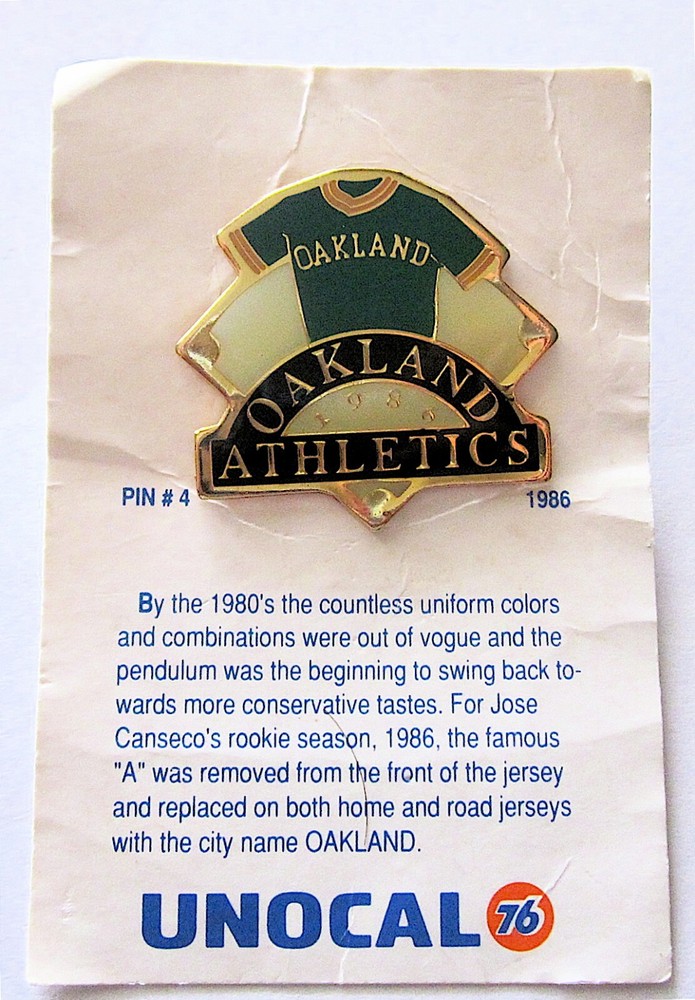 OAKLAND
OAKLAND
1986
ATHLETICS
PIN # 4 1986
By the 1980's the countless uniform colors
and combinations were out of vogue and the
pendulum was the beginning to swing back to-
wards more conservative tastes. For Jose
Canseco's rookie season, 1986, the famous
"A" was removed from the front of the jersey
and replaced on both home and road jerseys
with the city name OAKLAND.
UNOCAL 76